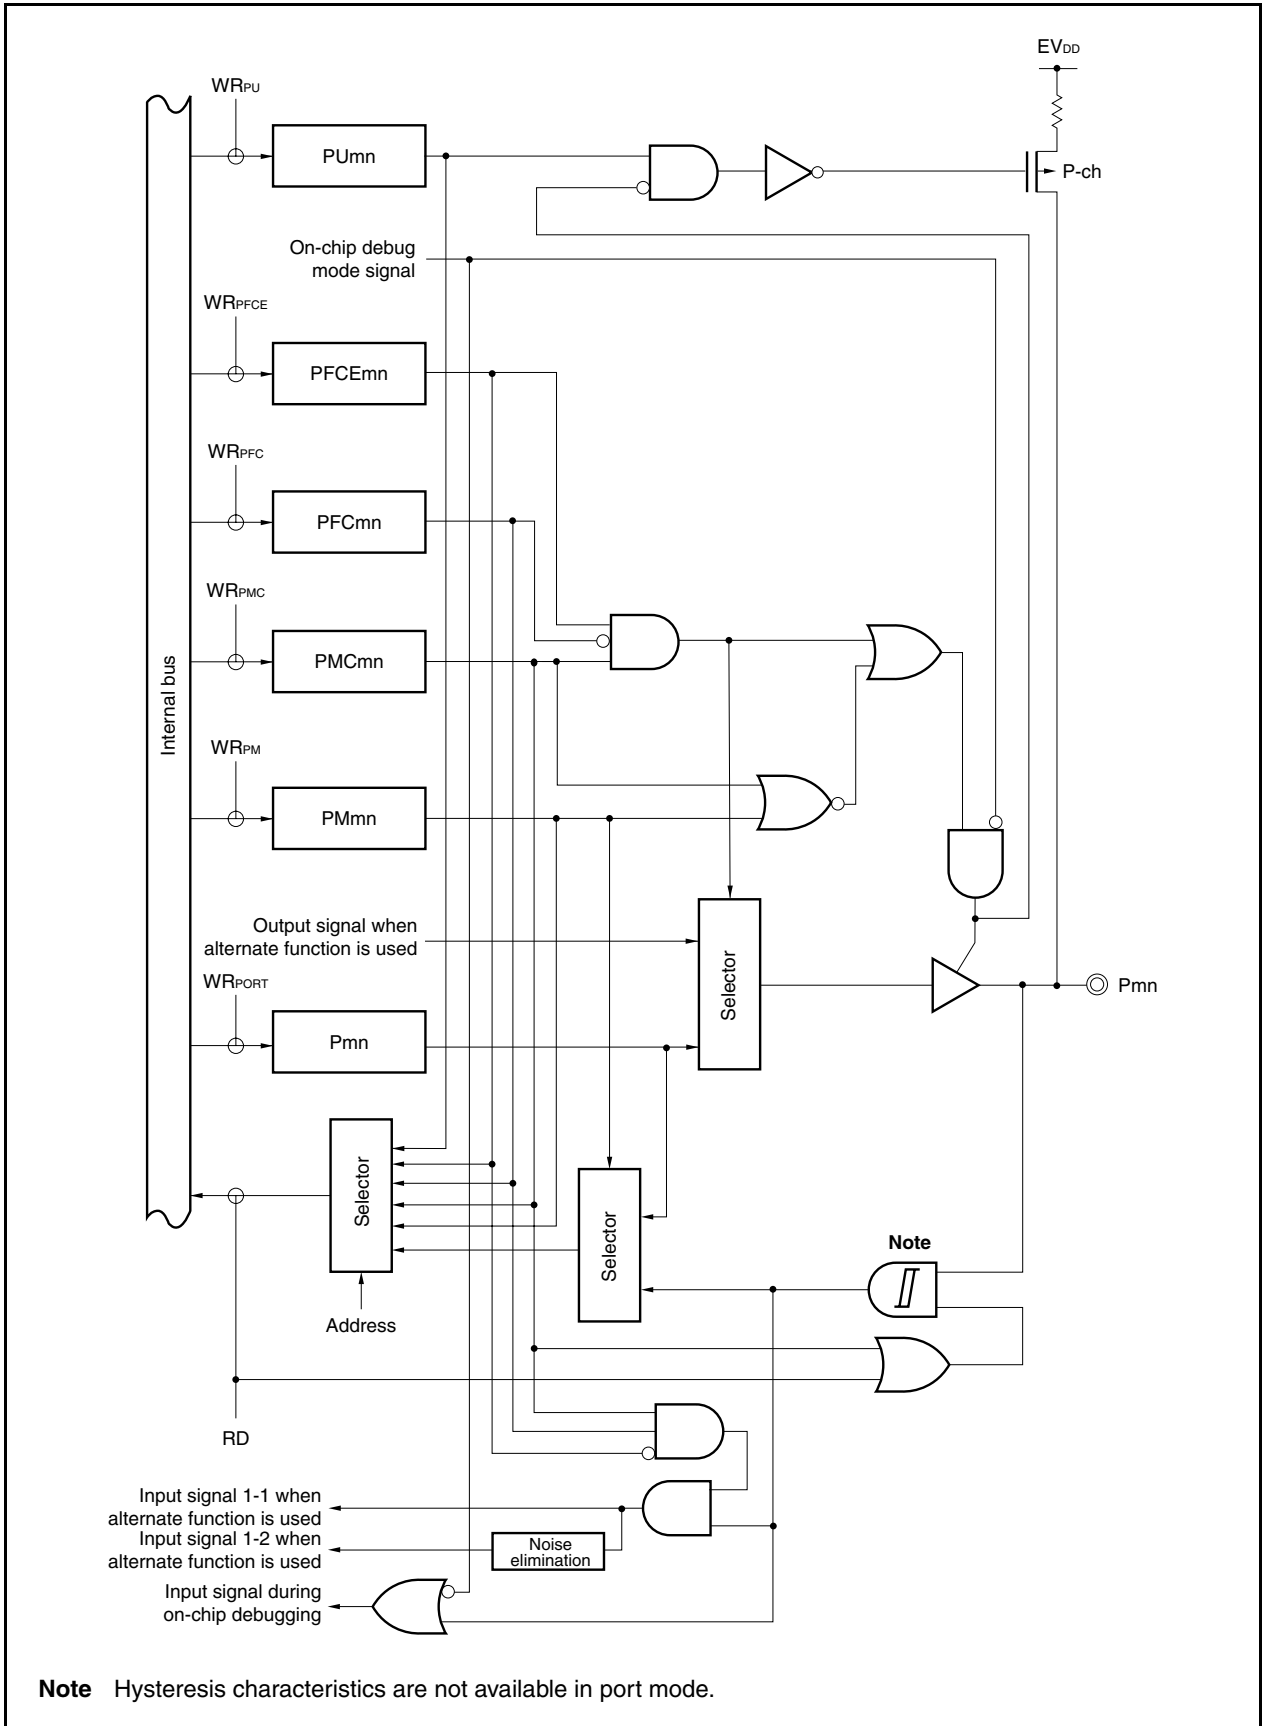 EVDD
WRPU
PUmn
P-ch
On-chip debug
mode signal
WRPFCE
PFCEmn
WRPFC
PFCmn
WRPMC
PMCmn
Internal bus
WRPM
PMmn
Output signal when
alternate function is used
Selector
WRPORT
Pmn
Pmn
Selector
Selector
Note
Address
RD
Input signal 1-1 when
alternate function is used
Input signal 1-2 when
alternate function is used
Noise
elimination
Input signal during
on-chip debugging
Note Hysteresis characteristics are not available in port mode.